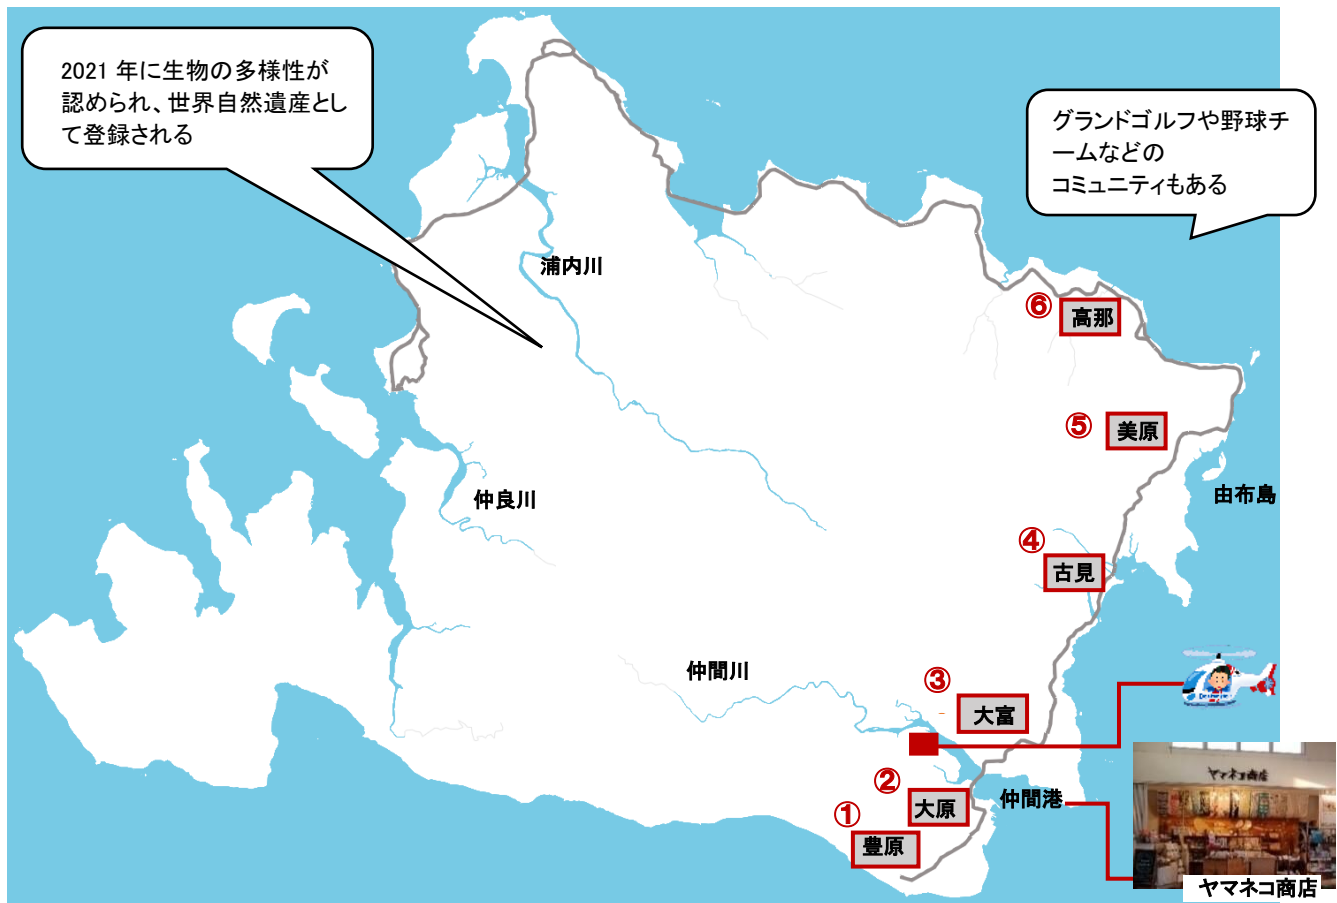 2021 年に生物の多様性が
認められ、世界自然遺産とし
て登録される
グランドゴルフや野球チ
ームなどの
コミュニティもある
浦内川
⑥
高那
⑤
美原
由布島
仲良川
④
古見
仲間川
③
大富
ヤマネコ商店
②
大原
仲間港
①
豊原
ヤマネコ商店